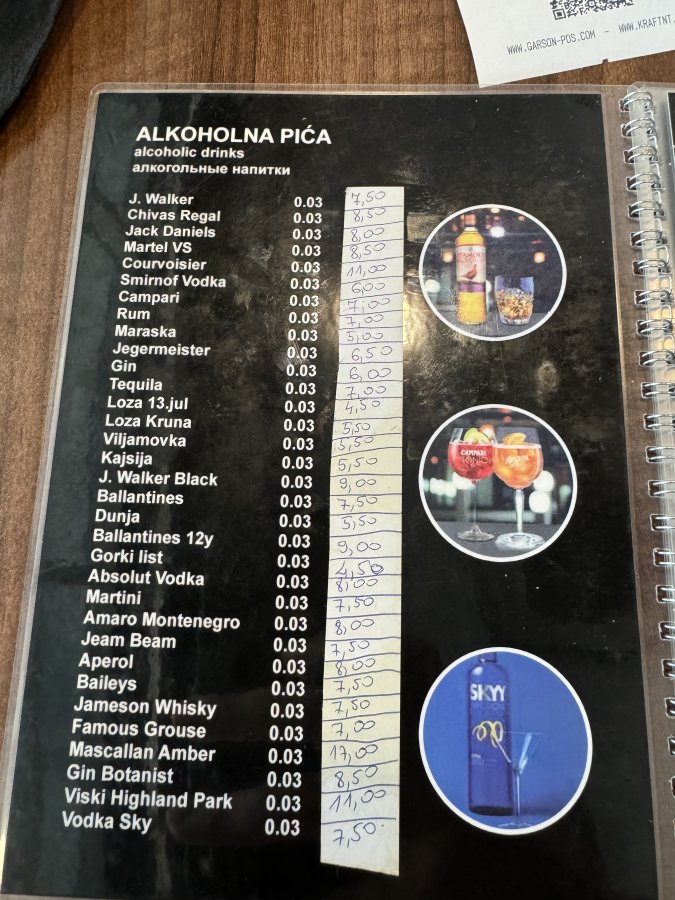 WWW.GARSON-POS.COM - WWW.KRAFTNT.
ALKOHOLNA PIĆA
alcoholic drinks
алкогольные напитки
J. Walker 0.03 7,50
Chivas Regal 0.03 8,50
Jack Daniels 0.03 8,00
Martel VS 0.03 8,50
Courvoisier 0.03 11,00
Smirnof Vodka 0.03 6,00
Campari 0.03 7,00
Rum 0.03 7,00
Maraska 0.03 5,00
Jegermeister 0.03 6,50
Gin 0.03 6,00
Tequila 0.03 7,00
Loza 13.jul 0.03 4,50
Loza Kruna 0.03 5,50
Viljamovka 0.03 5,50
Kajsija 0.03 5,50
J. Walker Black 0.03 9,00
Ballantines 0.03 7,50
Dunja 0.03 5,50
Ballantines 12y 0.03 9,00
Gorki list 0.03 4,50
Absolut Vodka 0.03 8,00
Martini 0.03 7,50
Amaro Montenegro 0.03 8,00
Jeam Beam 0.03 7,50
Aperol 0.03 8,00
Baileys 0.03 7,50
Jameson Whisky 0.03 7,50
Famous Grouse 0.03 7,00
Mascallan Amber 0.03 17,00
Gin Botanist 0.03 8,50
Viski Highland Park 0.03 11,00
Vodka Sky 0.03 7,50
CAMPARI
TONIC
SKYY